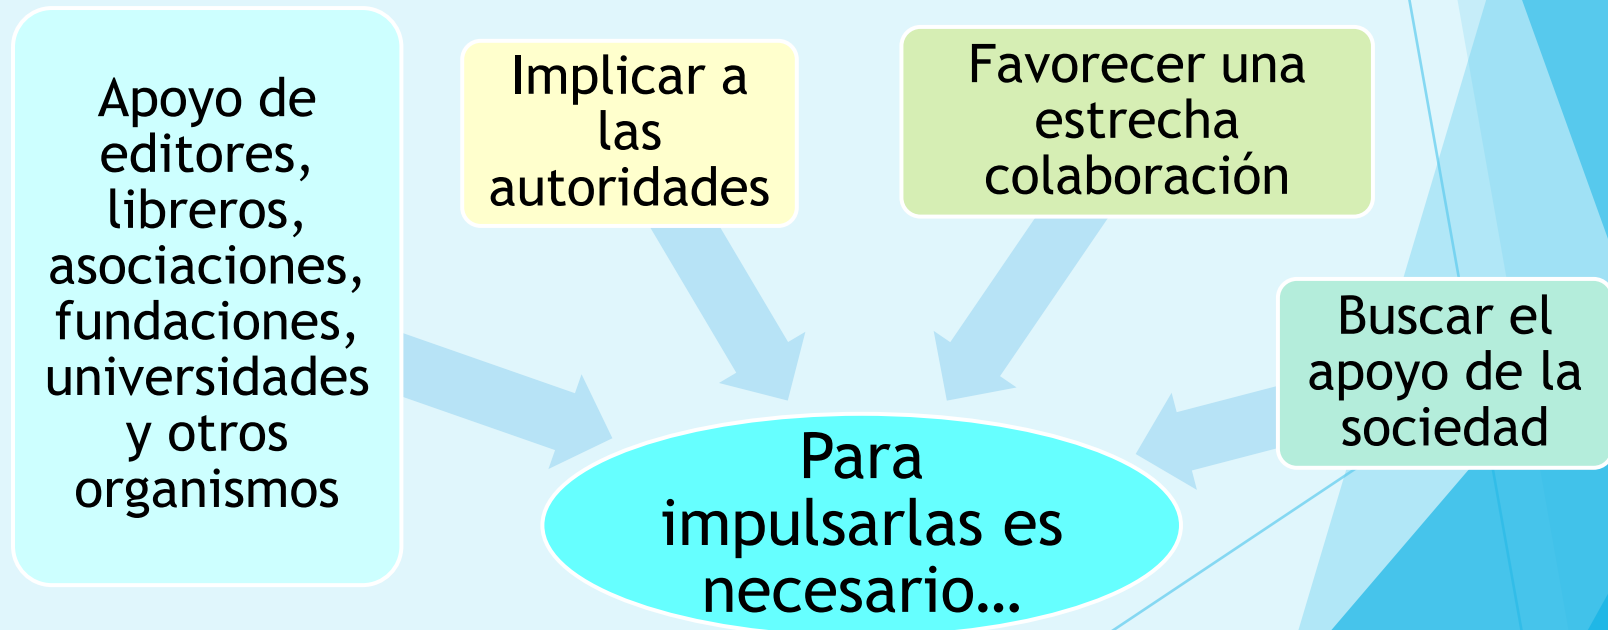 Apoyo de
editores,
libreros,
asociaciones,
fundaciones,
universidades
y otros
organismos
Implicar a
las
autoridades
Favorecer una
estrecha
colaboración
Buscar el
apoyo de la
sociedad
Para
impulsarlas es
necesario…